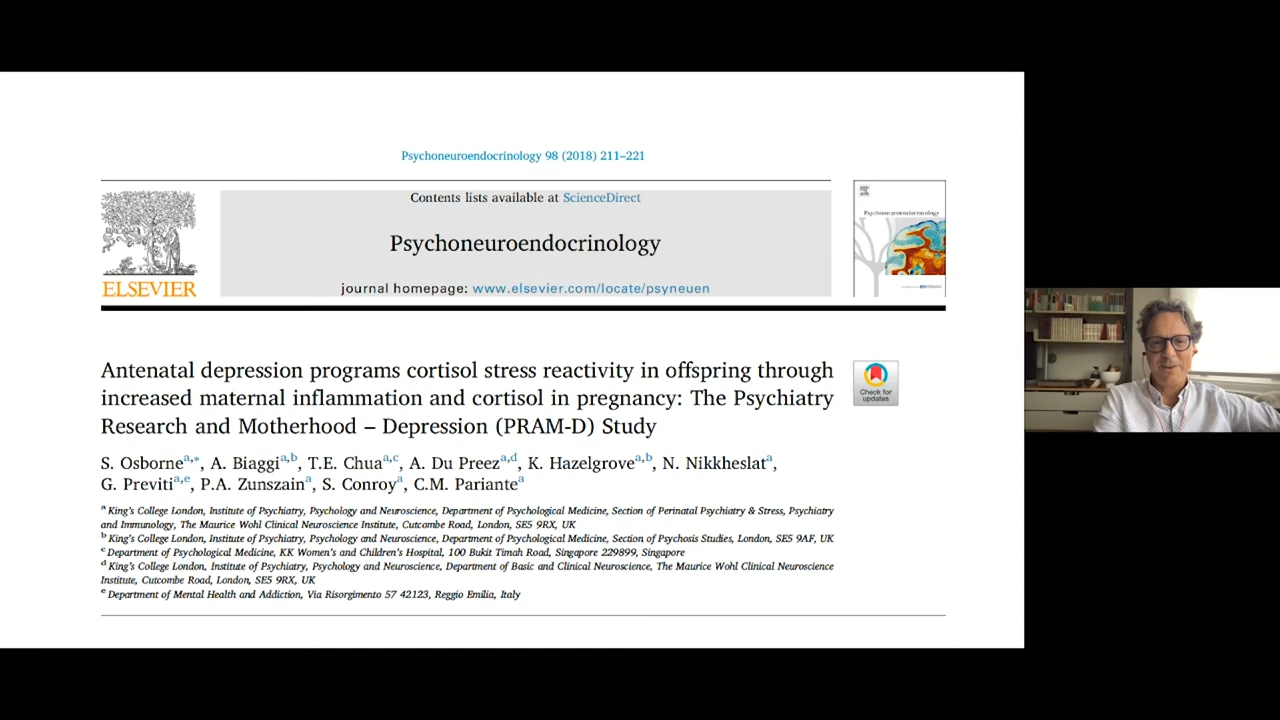 Psychoneuroendocrinology 98 (2018) 211–221
Contents lists available at ScienceDirect
Psychoneuroendocrinology
journal homepage: www.elsevier.com/locate/psyneuen
ELSEVIER
Psychoneuroendocrinology
Antenatal depression programs cortisol stress reactivity in offspring through
increased maternal inflammation and cortisol in pregnancy: The Psychiatry
Research and Motherhood – Depression (PRAM-D) Study
Check for
updates
S. Osborne a,*, A. Biaggi a,b, T.E. Chua a,c, A. Du Preez a,d, K. Hazelgrove a,b, N. Nikkheslat a,
G. Previti a,e, P.A. Zunszain a, S. Conroy a, C.M. Pariante a
a King's College London, Institute of Psychiatry, Psychology and Neuroscience, Department of Psychological Medicine, Section of Perinatal Psychiatry & Stress, Psychiatry
and Immunology, The Maurice Wohl Clinical Neuroscience Institute, Cutcombe Road, London, SE5 9RX, UK
b King's College London, Institute of Psychiatry, Psychology and Neuroscience, Department of Psychological Medicine, Section of Psychosis Studies, London, SE5 9AF, UK
c Department of Psychological Medicine, KK Women's and Children's Hospital, 100 Bukit Timah Road, Singapore 229899, Singapore
d King's College London, Institute of Psychiatry, Psychology and Neuroscience, Department of Basic and Clinical Neuroscience, The Maurice Wohl Clinical Neuroscience
Institute, Cutcombe Road, London, SE5 9RX, UK
e Department of Mental Health and Addiction, Via Risorgimento 57 42123, Reggio Emilia, Italy